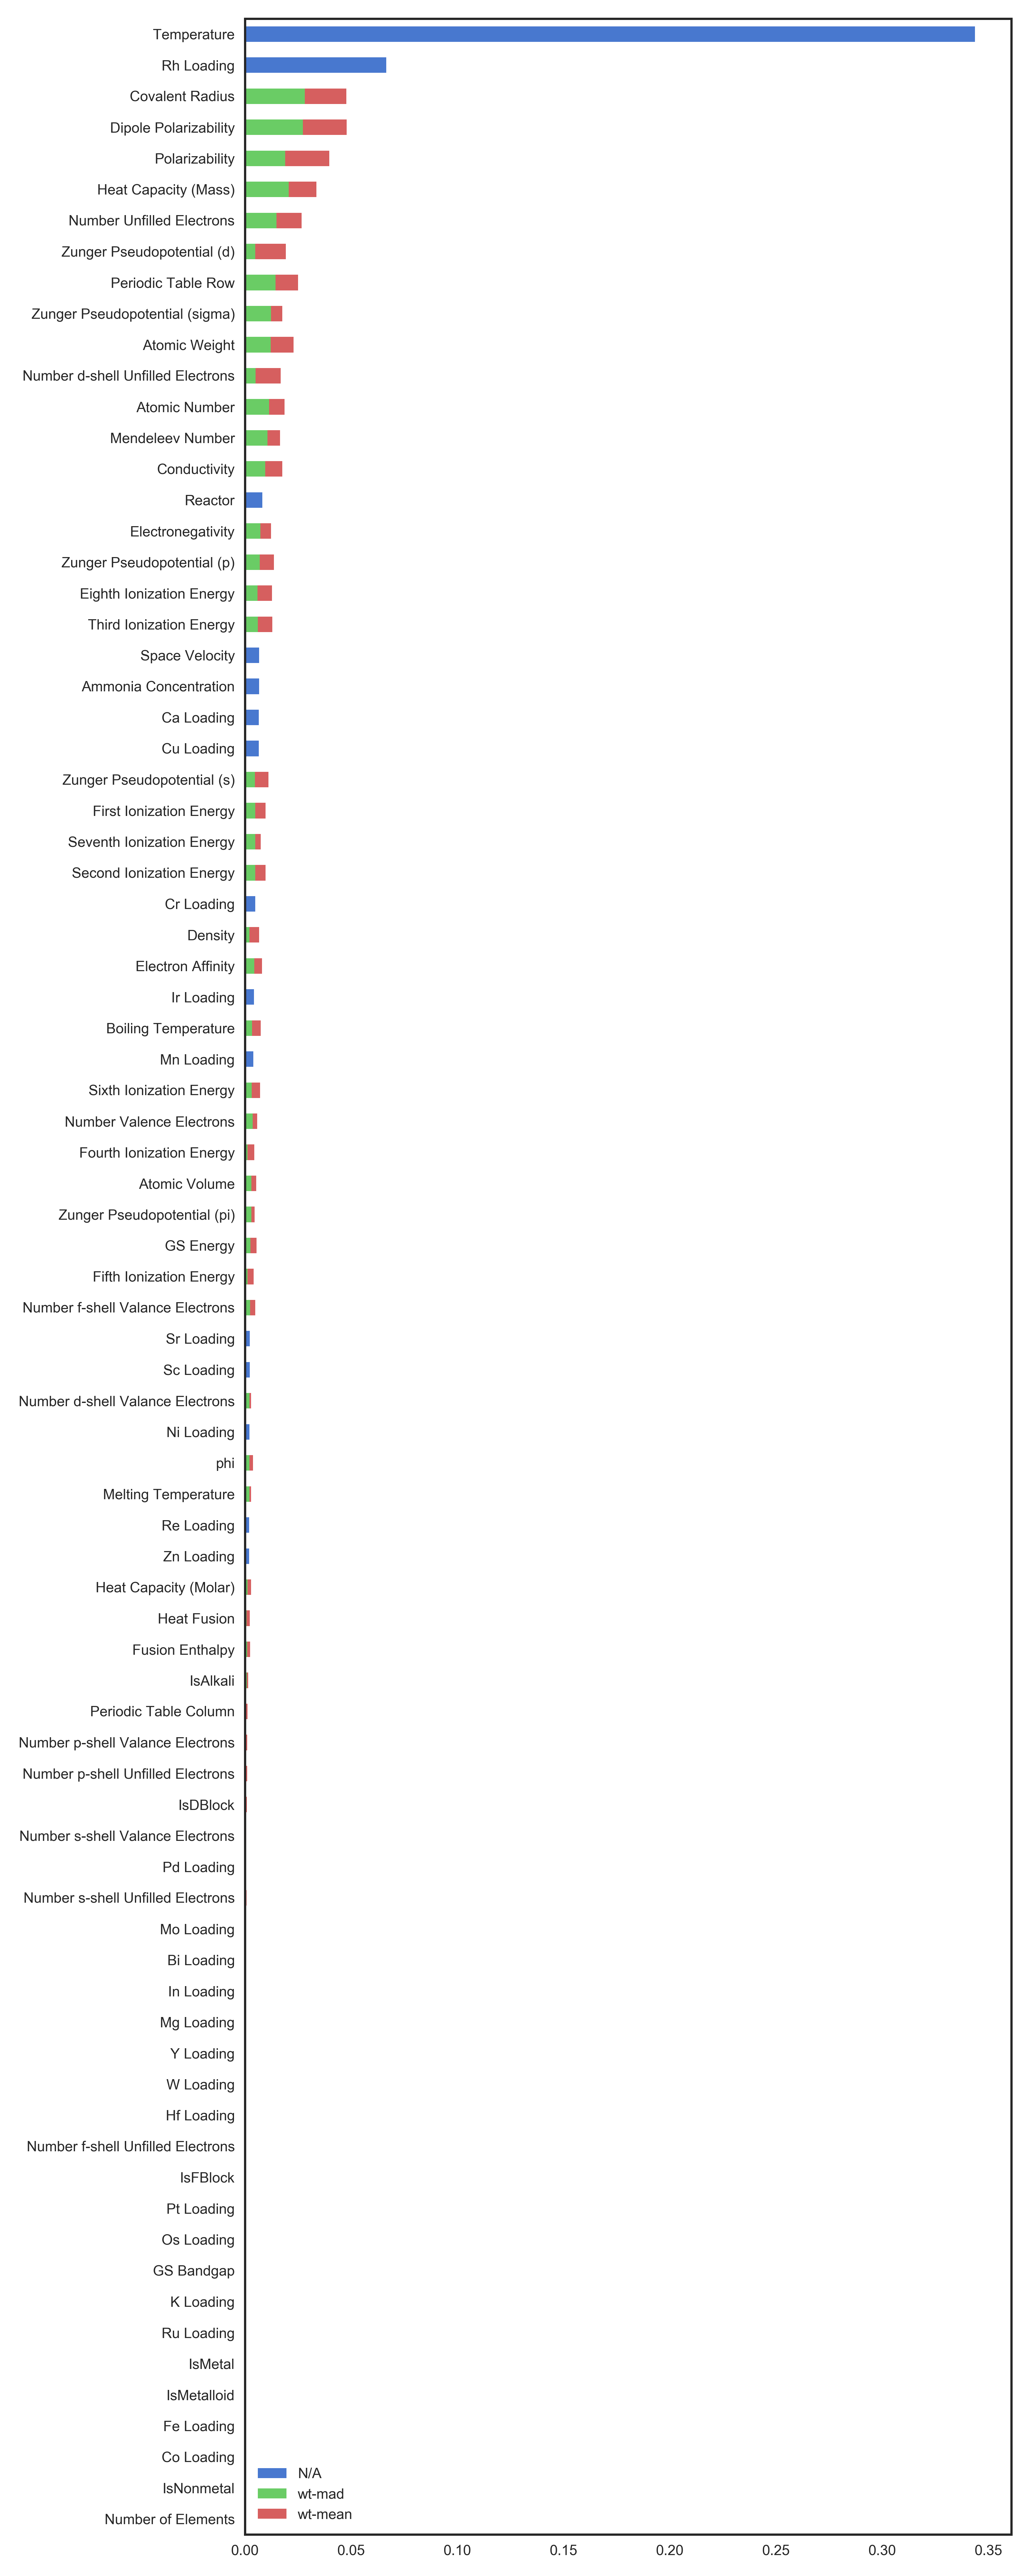 Temperature
Rh Loading
Covalent Radius
Dipole Polarizability
Polarizability
Heat Capacity (Mass)
Number Unfilled Electrons
Zunger Pseudopotential (d)
Periodic Table Row
Zunger Pseudopotential (sigma)
Atomic Weight
Number d-shell Unfilled Electrons
Atomic Number
Mendeleev Number
Conductivity
Reactor
Electronegativity
Zunger Pseudopotential (p)
Eighth Ionization Energy
Third Ionization Energy
Space Velocity
Ammonia Concentration
Ca Loading
Cu Loading
Zunger Pseudopotential (s)
First Ionization Energy
Seventh Ionization Energy
Second Ionization Energy
Cr Loading
Density
Electron Affinity
Ir Loading
Boiling Temperature
Mn Loading
Sixth Ionization Energy
Number Valence Electrons
Fourth Ionization Energy
Atomic Volume
Zunger Pseudopotential (pi)
GS Energy
Fifth Ionization Energy
Number f-shell Valance Electrons
Sr Loading
Sc Loading
Number d-shell Valance Electrons
Ni Loading
phi
Melting Temperature
Re Loading
Zn Loading
Heat Capacity (Molar)
Heat Fusion
Fusion Enthalpy
IsAlkali
Periodic Table Column
Number p-shell Valance Electrons
Number p-shell Unfilled Electrons
IsDBlock
Number s-shell Valance Electrons
Pd Loading
Number s-shell Unfilled Electrons
Mo Loading
Bi Loading
In Loading
Mg Loading
Y Loading
W Loading
Hf Loading
Number f-shell Unfilled Electrons
IsFBlock
Pt Loading
Os Loading
GS Bandgap
K Loading
Ru Loading
IsMetal
IsMetalloid
Fe Loading
Co Loading
IsNonmetal
Number of Elements
N/A
wt-mad
wt-mean
0.00 0.05 0.10 0.15 0.20 0.25 0.30 0.35